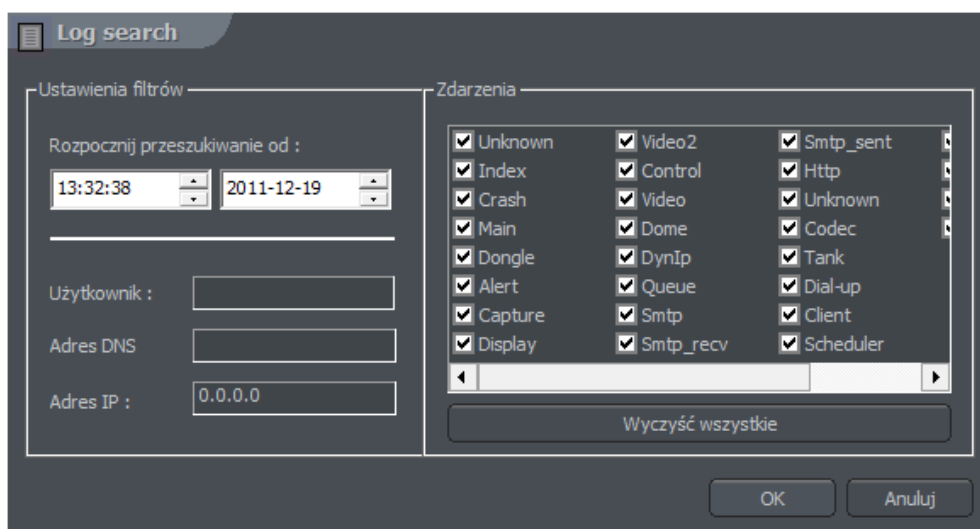 Log search
Ustawienia filtrów
Rozpocznij przeszukiwanie od :
13:32:38 2011-12-19
Użytkownik :
Adres DNS
Adres IP : 0.0.0.0
Zdarzenia
Unknown Video2 Smtp_sent
Index Control Http
Crash Video Unknown
Main Dome Codec
Dongle DynIp Tank
Alert Queue Dial-up
Capture Smtp Client
Display Smtp_recv Scheduler
Wyczyść wszystkie
OK Anuluj